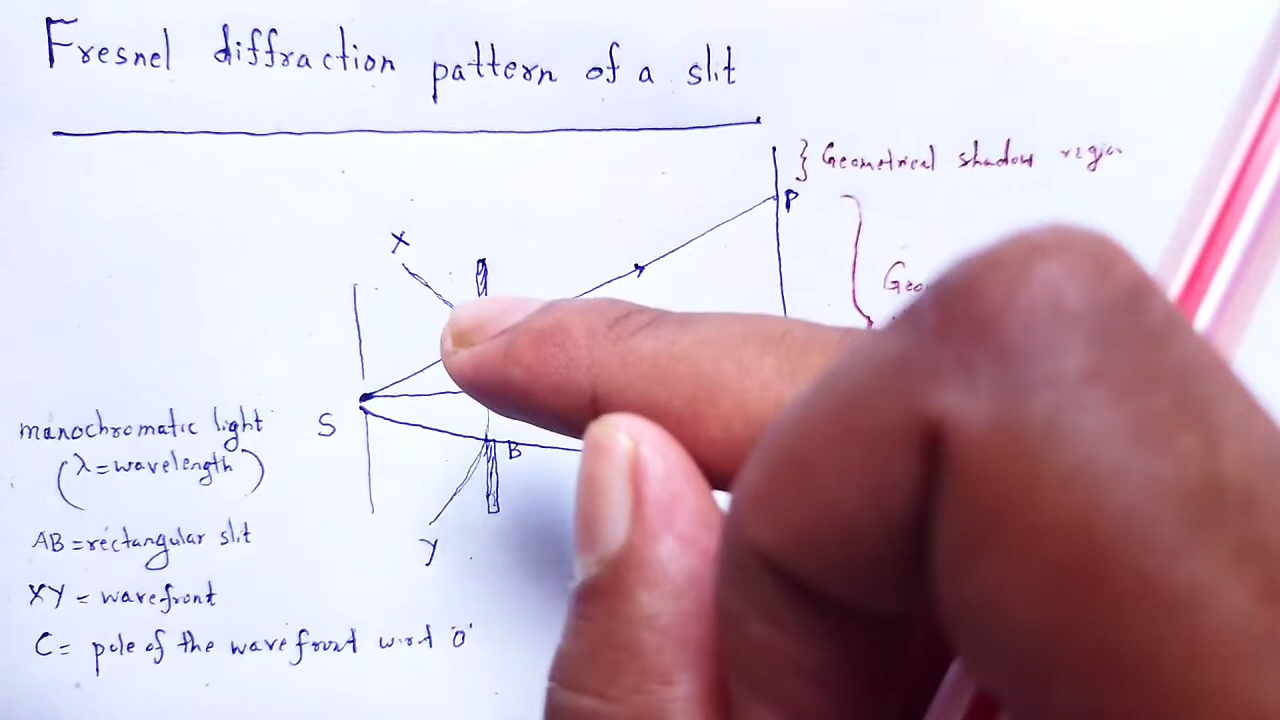 Fresnel diffraction pattern of a slit
} Geometrical shadow
P
X
Geo
S
manochromatic light
(λ = wavelength)
B
AB = rectangular slit
Y
XY = wavefront
C = pole of the wavefront w.r.t 'O'